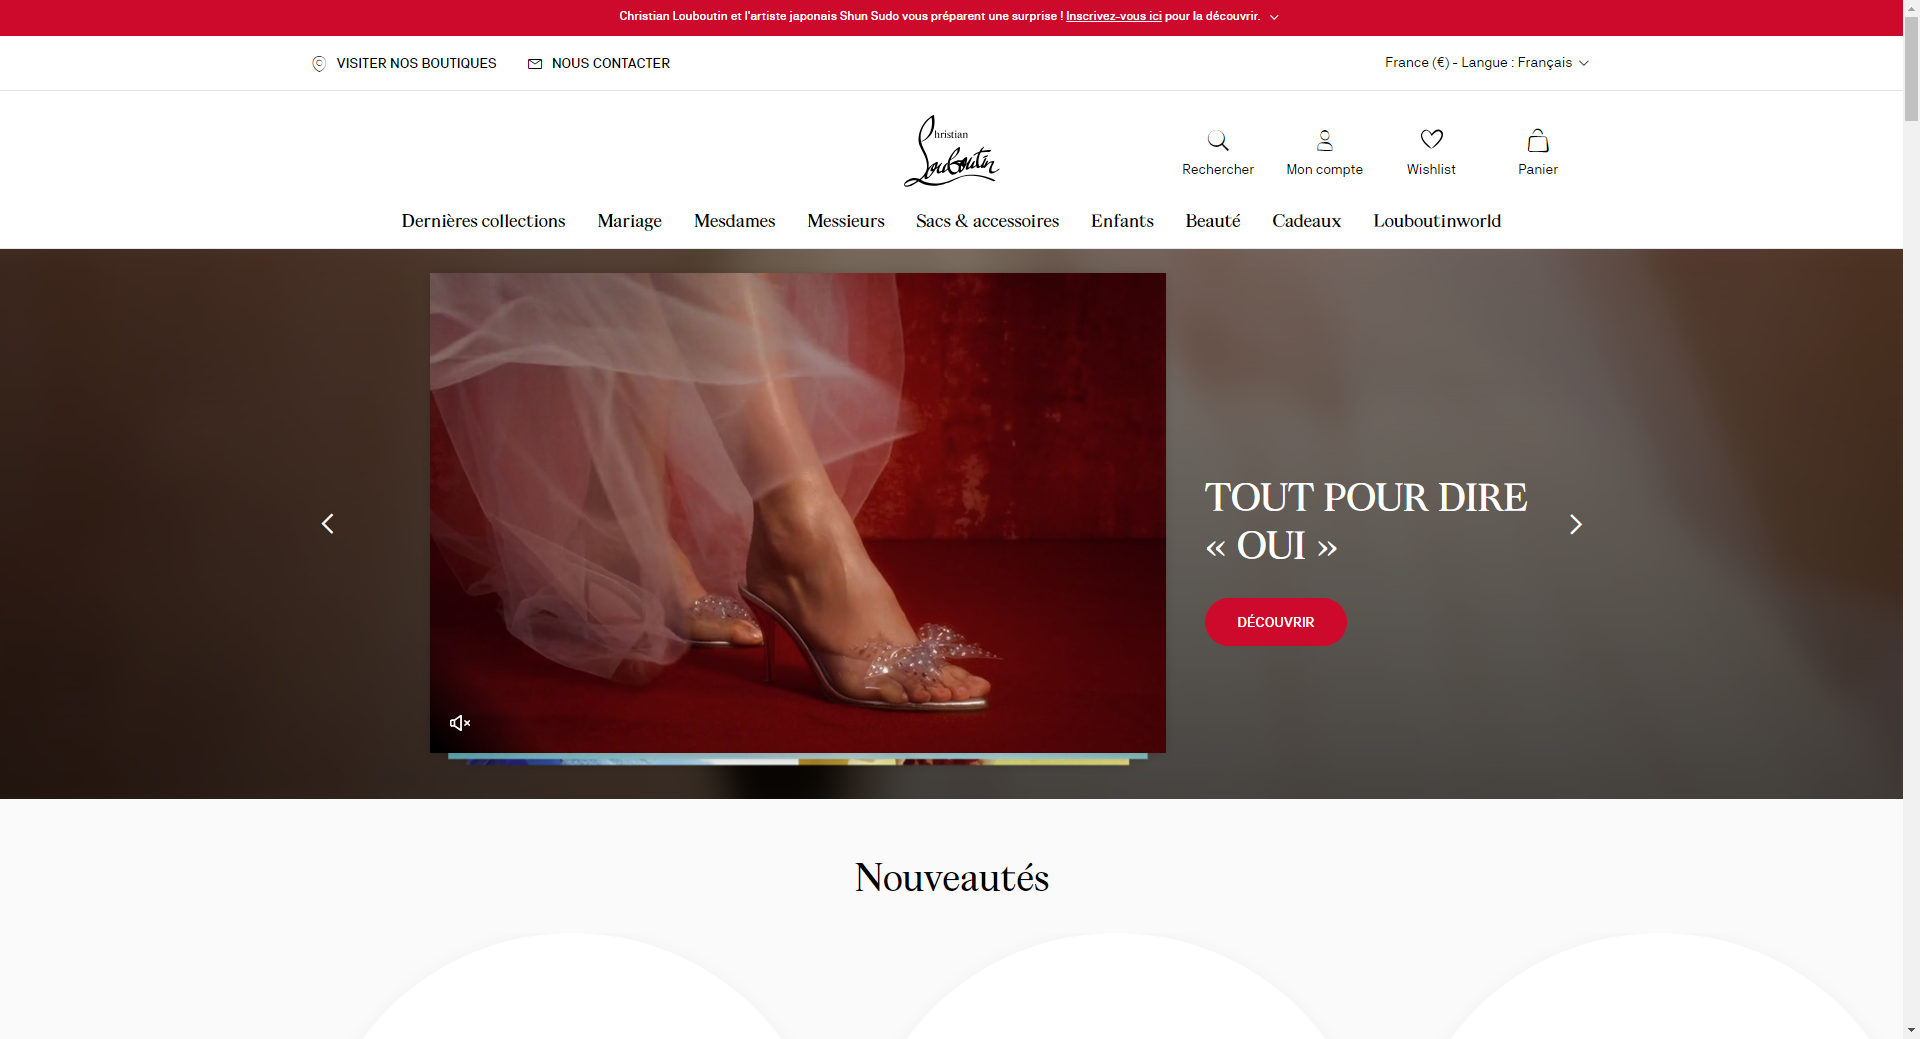 Christian Louboutin et l'artiste japonais Shun Sudo vous préparent une surprise ! Inscrivez-vous ici pour la découvrir.
VISITER NOS BOUTIQUES
NOUS CONTACTER
France (€) - Langue : Français
Christian
Louboutin
Rechercher
Mon compte
Wishlist
Panier
Dernières collections
Mariage
Mesdames
Messieurs
Sacs & accessoires
Enfants
Beauté
Cadeaux
Louboutinworld
TOUT POUR DIRE
« OUI »
DÉCOUVRIR
Nouveautés